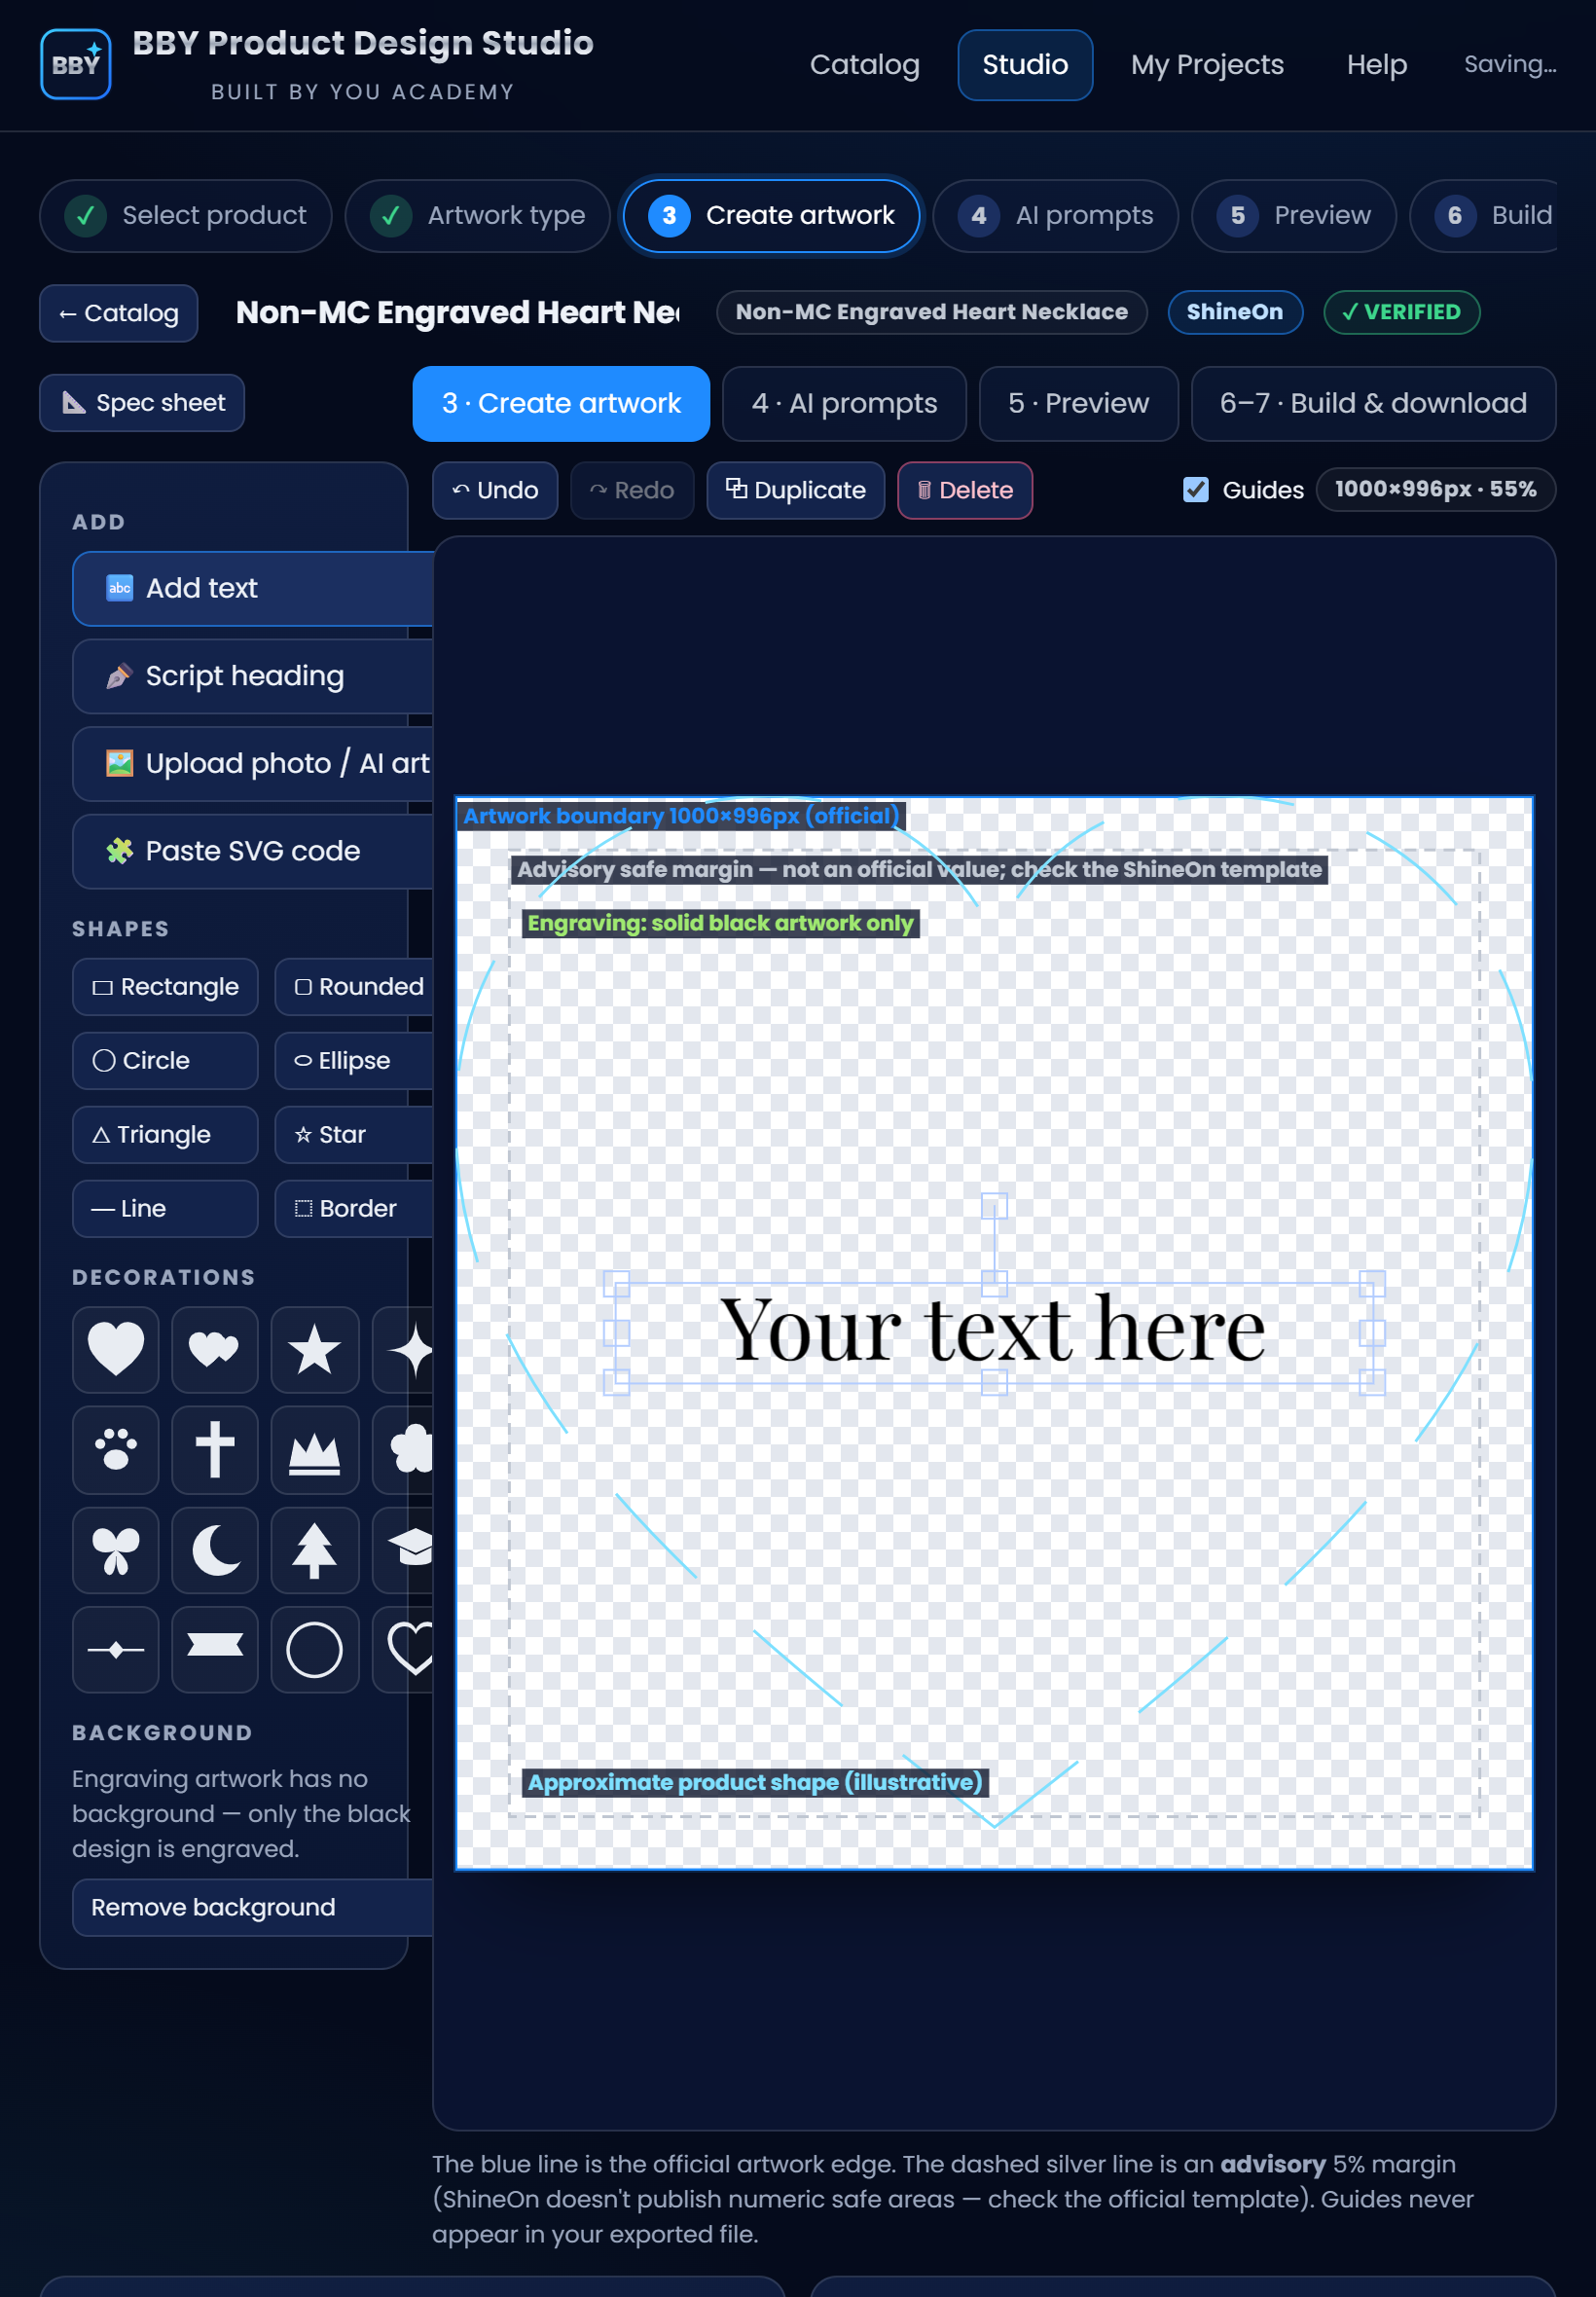 BBY
BBY Product Design Studio
BUILT BY YOU ACADEMY
Catalog
Studio
My Projects
Help
Saving...
✓ Select product
✓ Artwork type
3 Create artwork
4 AI prompts
5 Preview
6 Build
← Catalog
Non-MC Engraved Heart Nec
Non-MC Engraved Heart Necklace
ShineOn
✓ VERIFIED
Spec sheet
3 · Create artwork
4 · AI prompts
5 · Preview
6–7 · Build & download
Undo
Redo
Duplicate
Delete
Guides
1000×996px · 55%
ADD
abc Add text
Script heading
Upload photo / AI art
Paste SVG code
SHAPES
Rectangle
Rounded
Circle
Ellipse
Triangle
Star
Line
Border
DECORATIONS
BACKGROUND
Engraving artwork has no
background — only the black
design is engraved.
Remove background
Artwork boundary 1000×996px (official)
Advisory safe margin — not an official value; check the ShineOn template
Engraving: solid black artwork only
Your text here
Approximate product shape (illustrative)
The blue line is the official artwork edge. The dashed silver line is an advisory 5% margin
(ShineOn doesn't publish numeric safe areas — check the official template). Guides never
appear in your exported file.